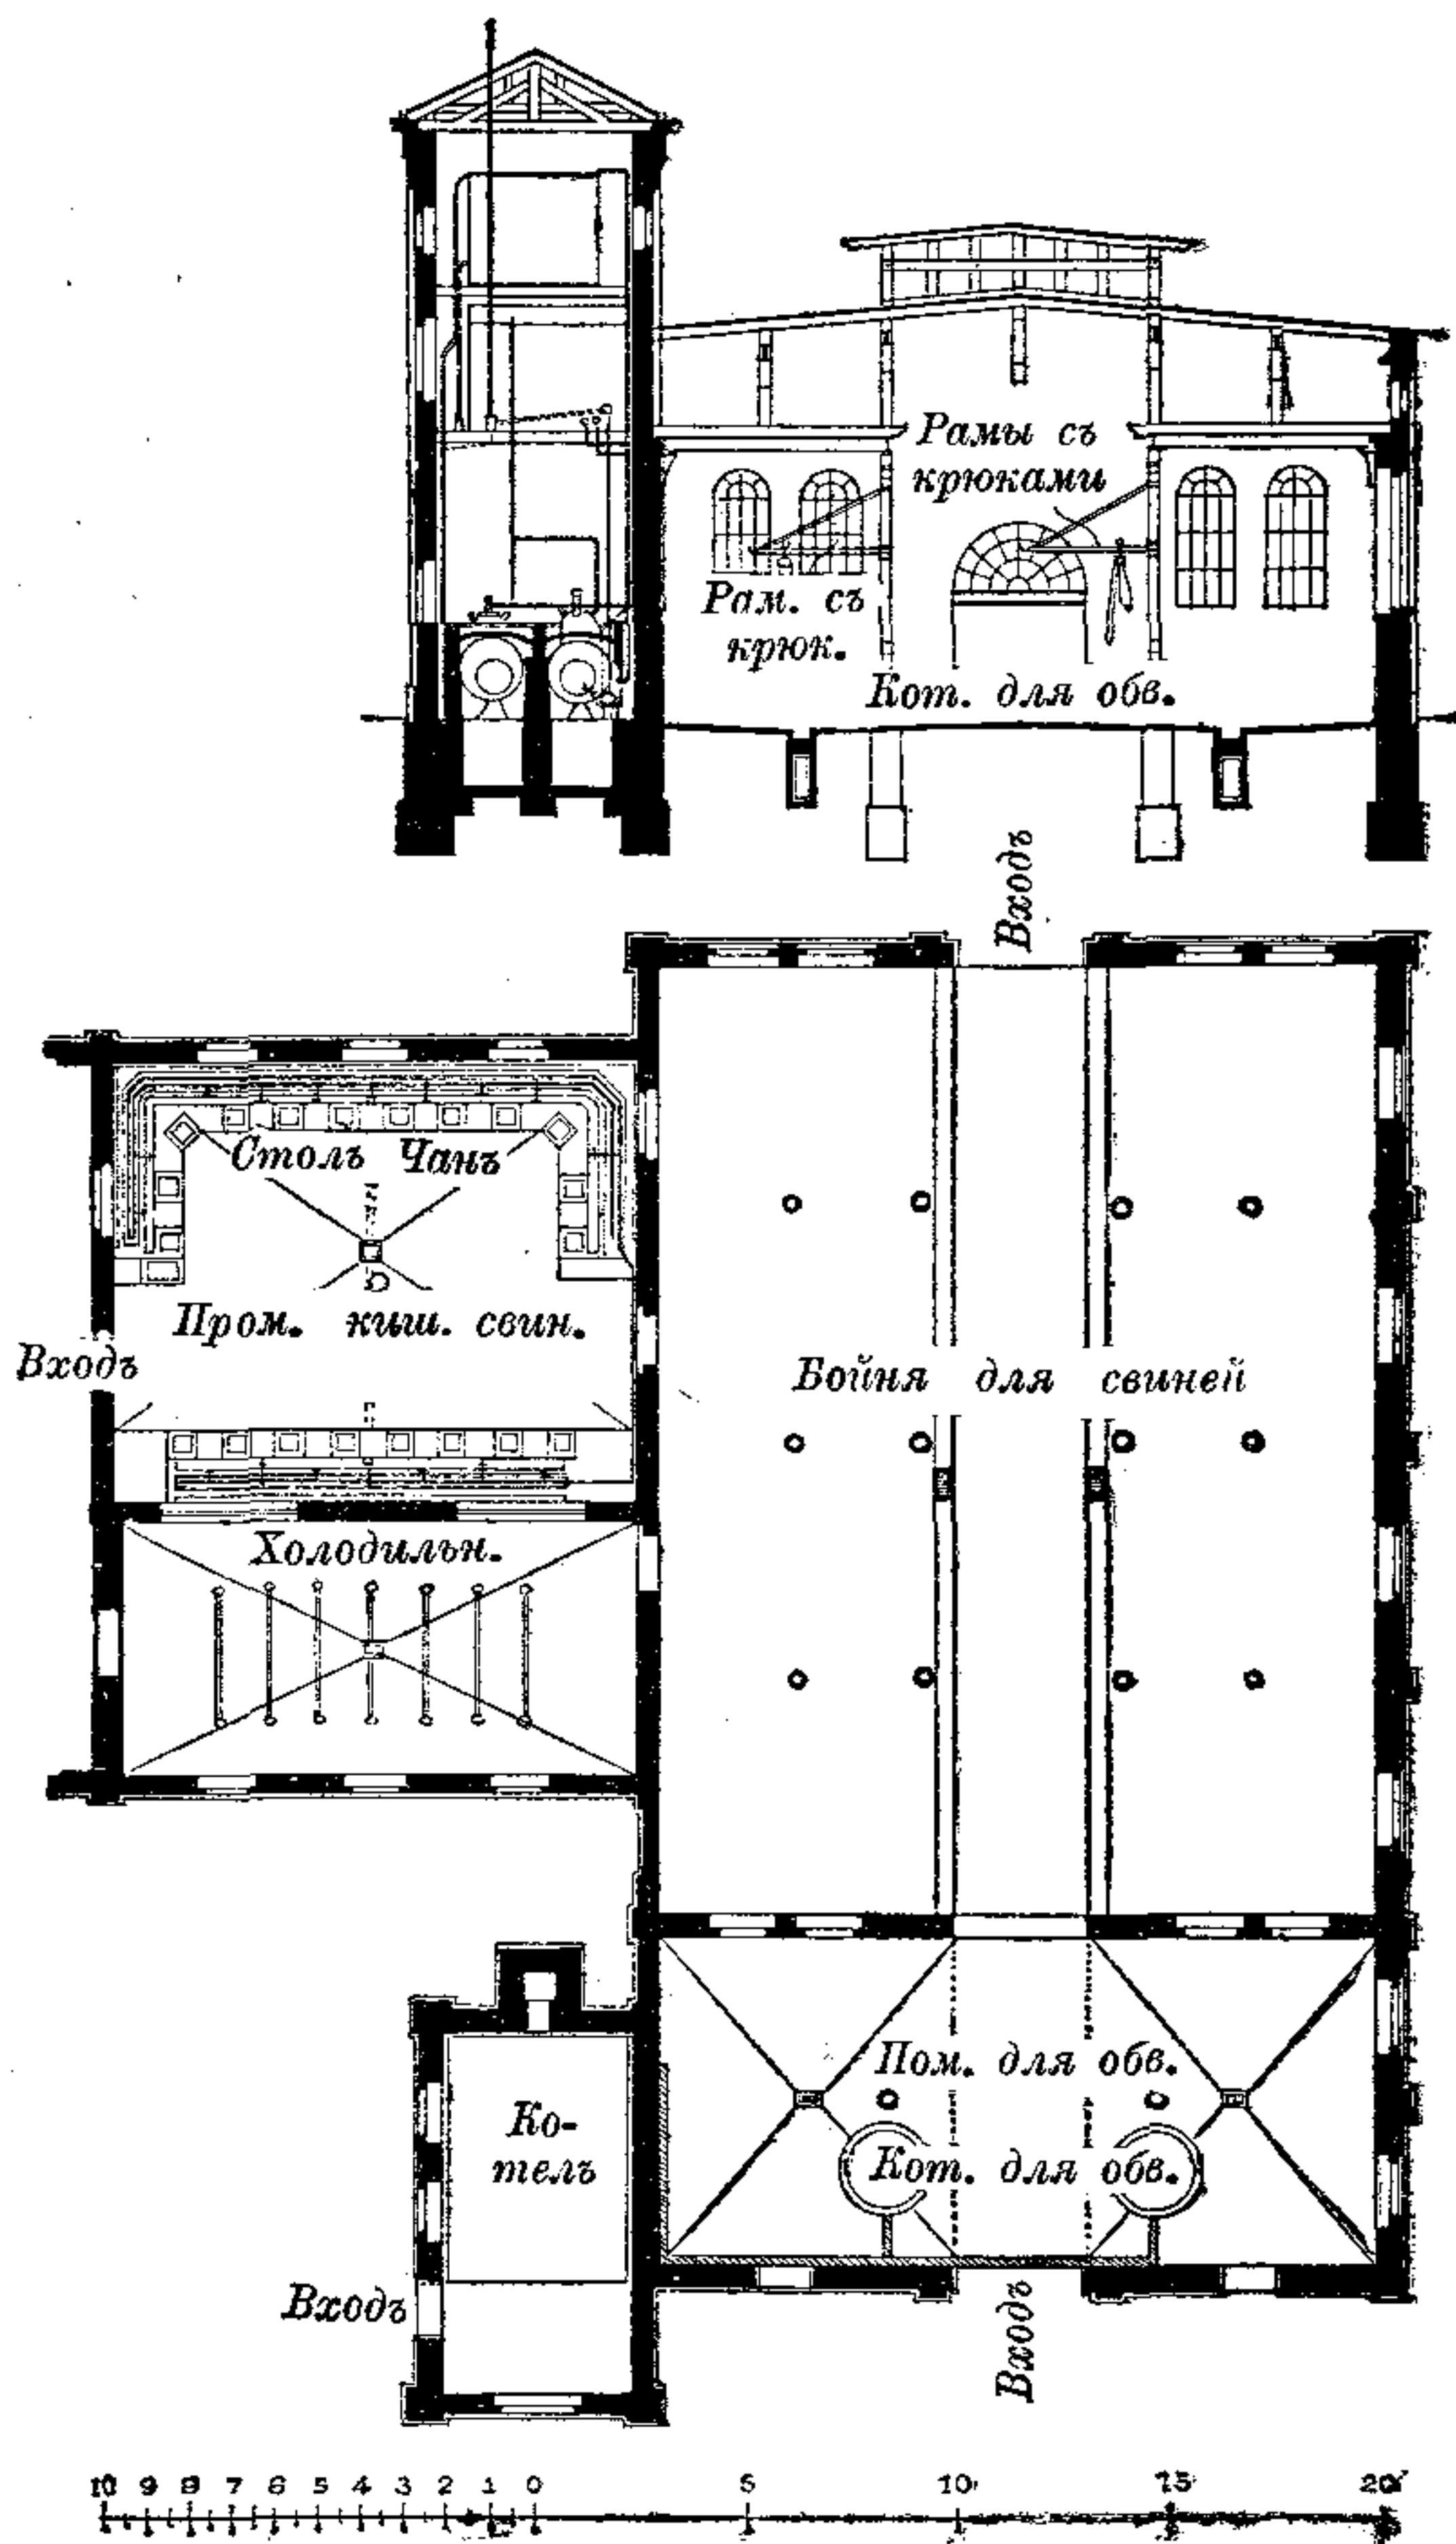 Рамы съ
крюками
Рам. съ
крюк.
Кот. для обв.
Входъ
Столъ Чанъ
Пром. киш. свин.
Входъ
Бойня для свиней
Холодильн.
Пом. для обв.
Кот. для обв.
Ко-
телъ
Входъ
Входъ
10 9 8 7 6 5 4 3 2 1 0 5 10 15 20